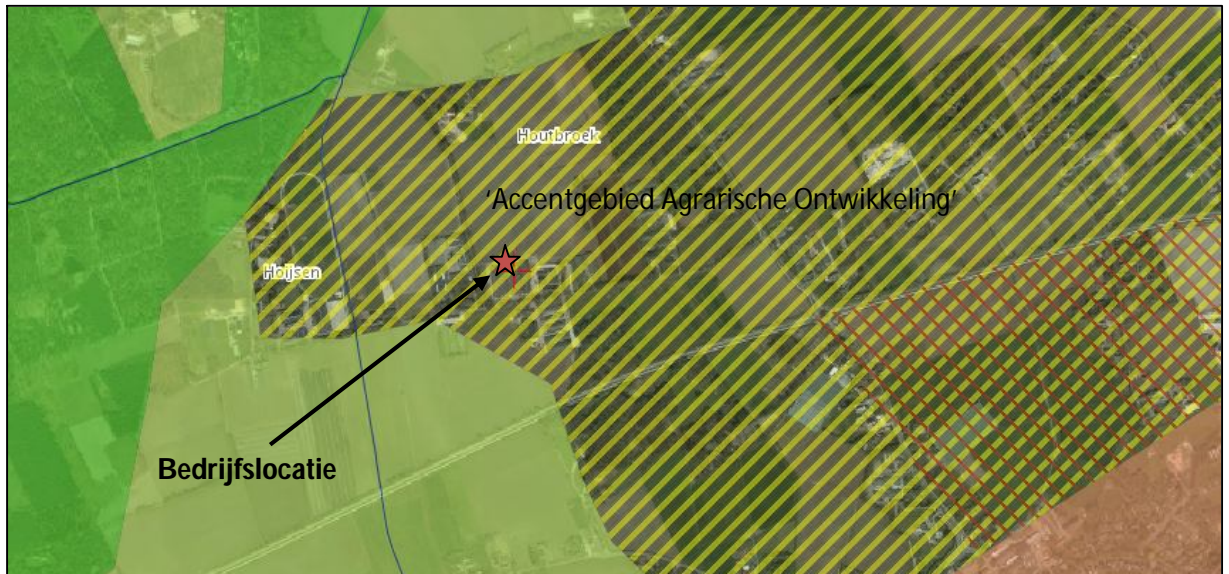 Houtbroek
'Accentgebied Agrarische Ontwikkeling'
Hoijsen
Bedrijfslocatie